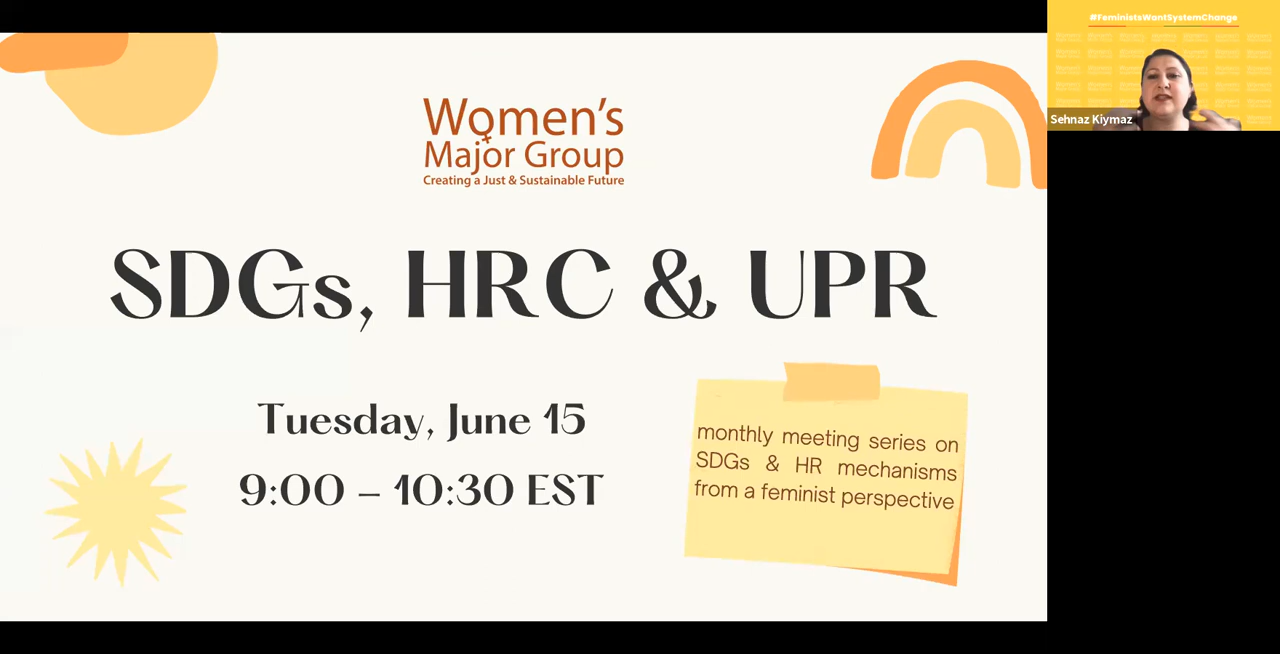 Women's
Major Group
Creating a Just & Sustainable Future
SDGs, HRC & UPR
Tuesday, June 15
9:00 – 10:30 EST
monthly meeting series on
SDGs & HR mechanisms
from a feminist perspective
#FeministsWantSystemChange
Sehnaz Kiymaz